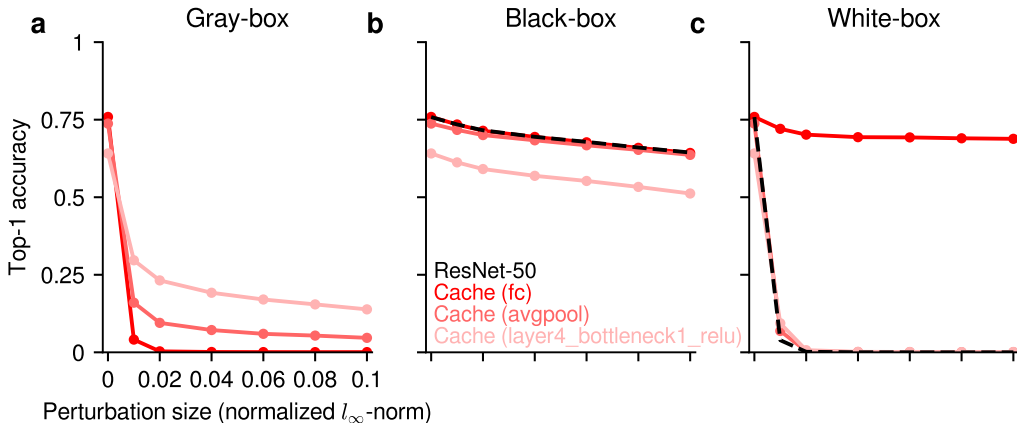 a
Gray-box
b
Black-box
c
White-box
Top-1 accuracy
1
0.75
0.5
0.25
0
0 0.02 0.04 0.06 0.08 0.1
Perturbation size (normalized l∞-norm)
ResNet-50
Cache (fc)
Cache (avgpool)
Cache (layer4_bottleneck1_relu)